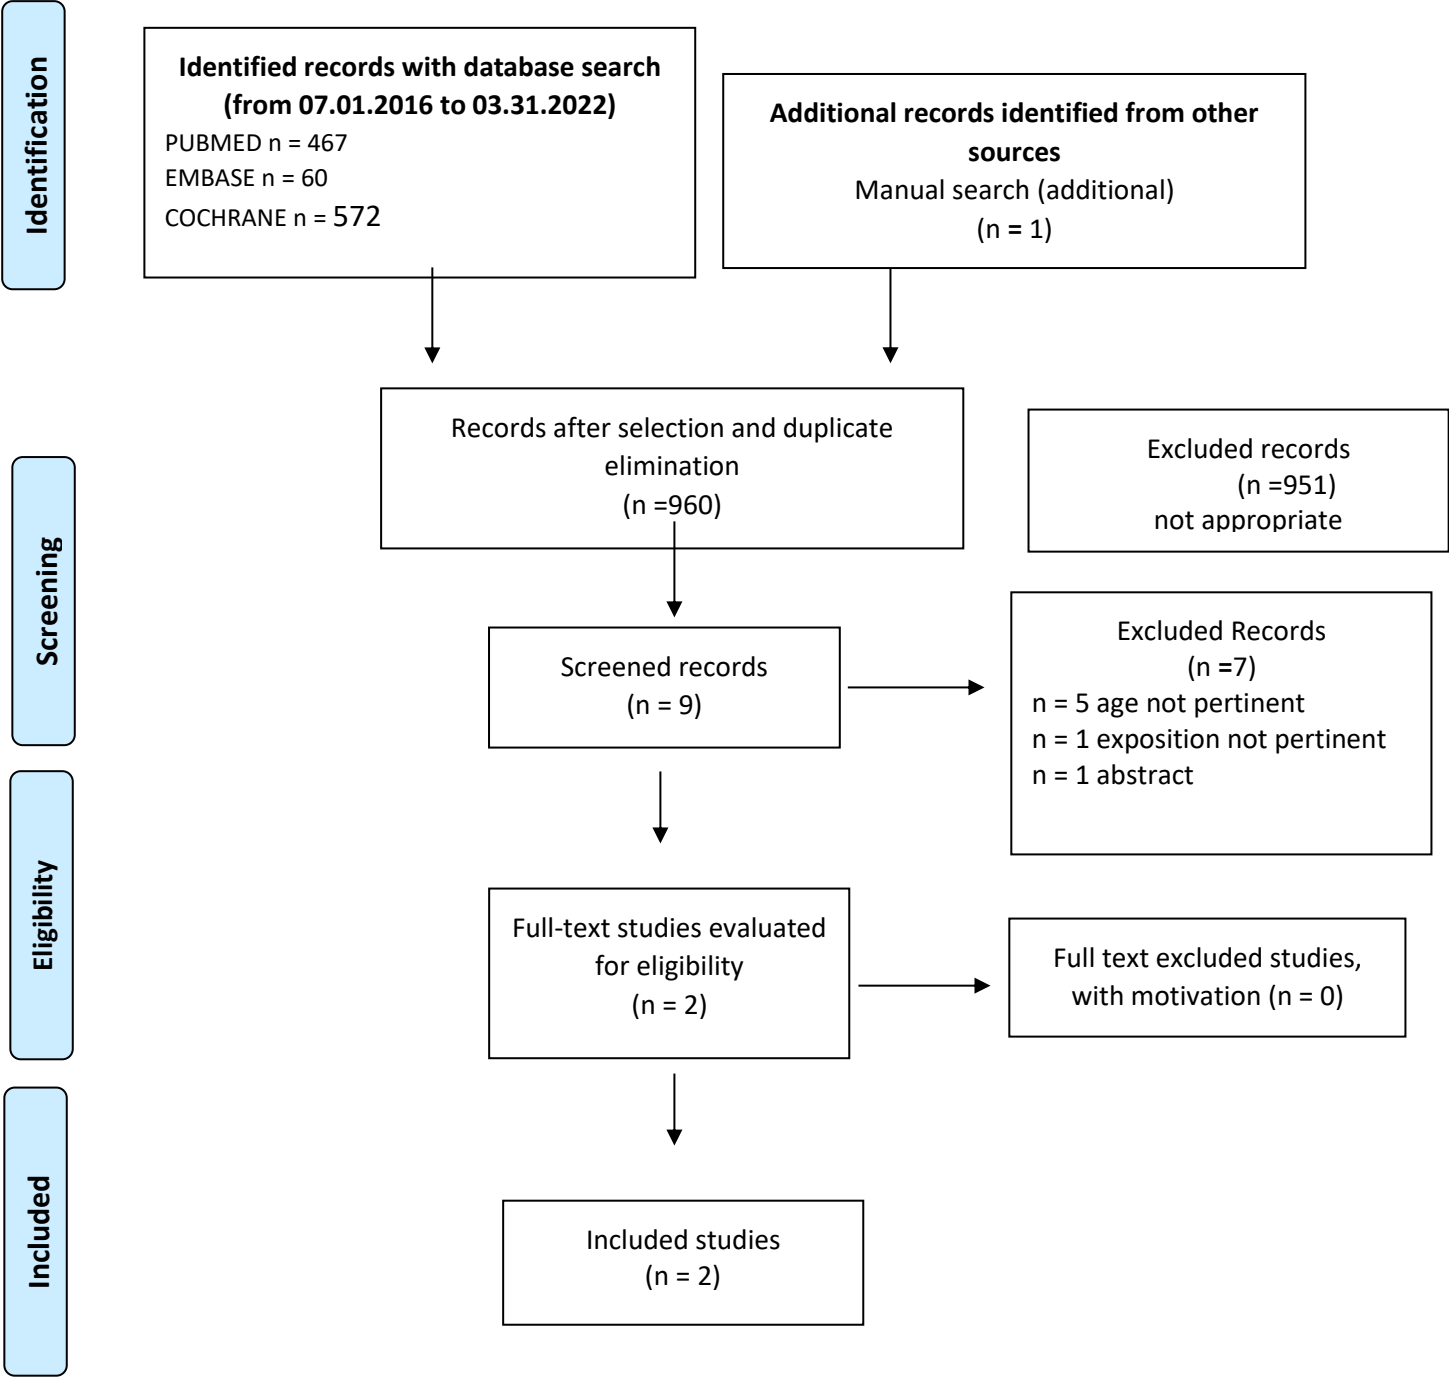 Identification
Identified records with database search
(from 07.01.2016 to 03.31.2022)
PUBMED n = 467
EMBASE n = 60
COCHRANE n = 572
Additional records identified from other
sources
Manual search (additional)
(n = 1)
Records after selection and duplicate
elimination
(n =960)
Excluded records
(n =951)
not appropriate
Screening
Screened records
(n = 9)
Excluded Records
(n =7)
n = 5 age not pertinent
n = 1 exposition not pertinent
n = 1 abstract
Eligibility
Full-text studies evaluated
for eligibility
(n = 2)
Full text excluded studies,
with motivation (n = 0)
Included
Included studies
(n = 2)